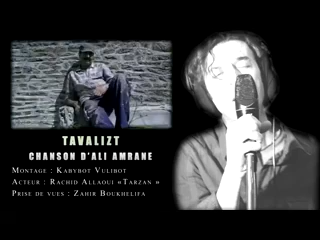 TAVALIZT
CHANSON D'ALI AMRANE
MONTAGE : KABYBOT VULIBOT
ACTEUR : RACHID ALLAOUI «TARZAN »
PRISE DE VUES : ZAHIR BOUKHELIFA